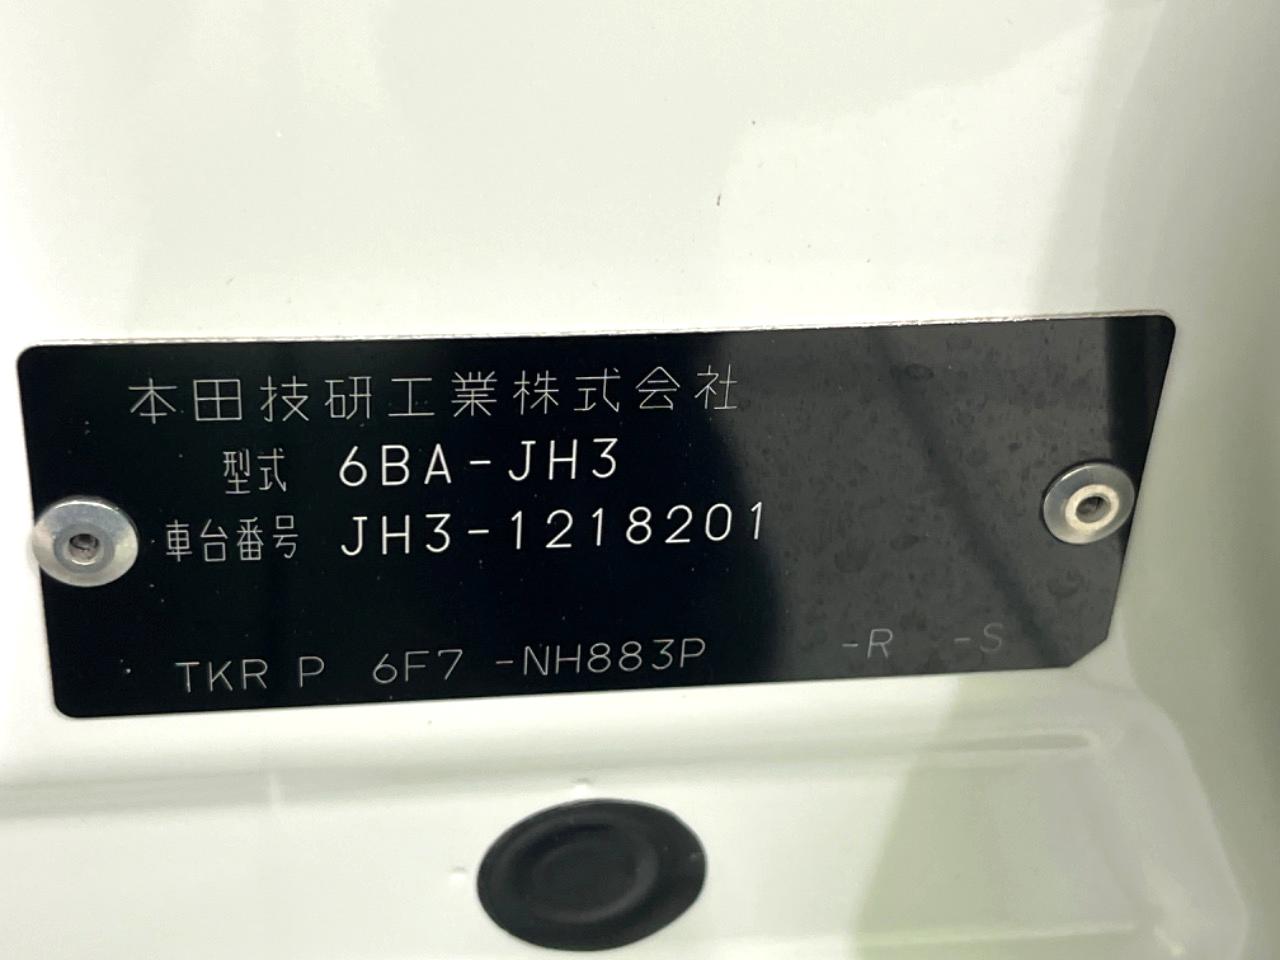 本田技研工業株式会社
型式 6BA-JH3
車台番号 JH3-1218201
TKR P 6F7 -NH883P -R -S